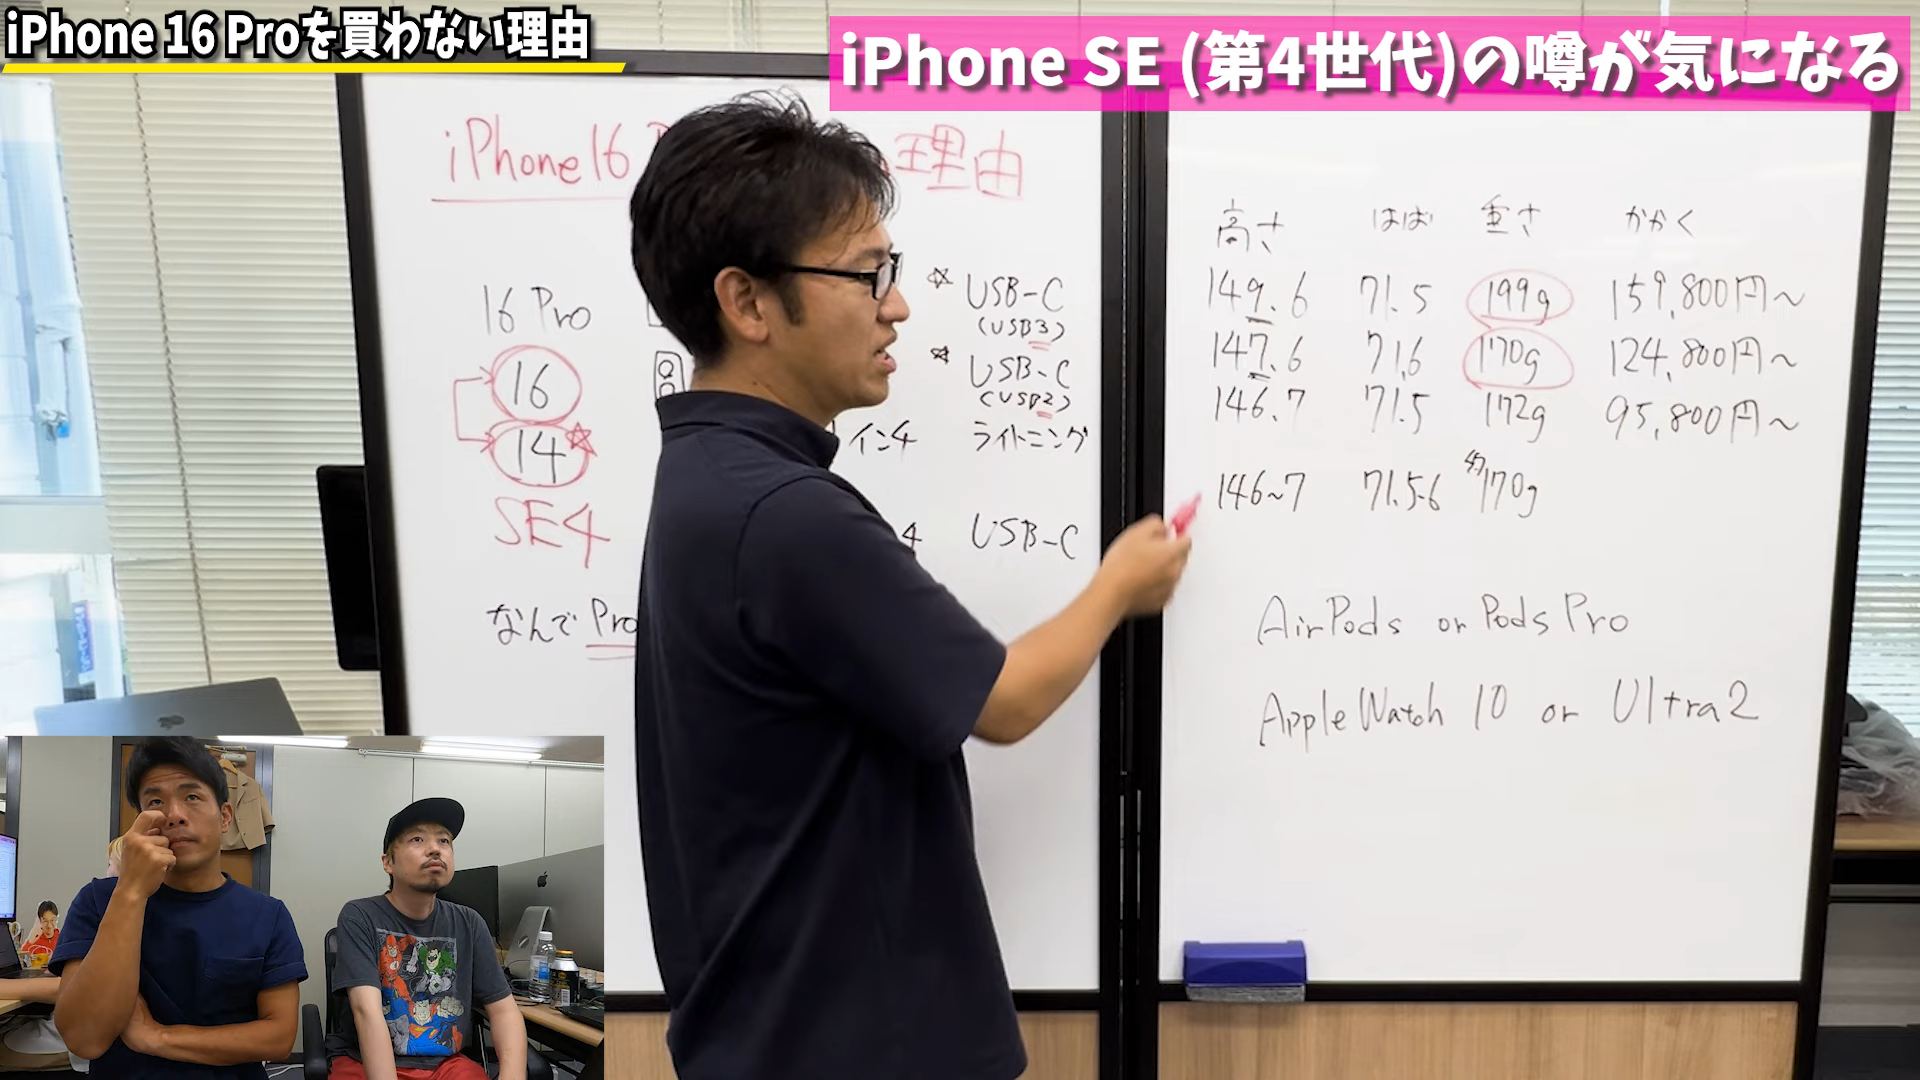 iPhone 16 Proを買わない理由
iPhone SE (第4世代)の噂が気になる
iPhone16 理由
高さ はば 重さ かかく
16 Pro USB-C 149.6 71.5 199g 159,800円〜
(USB3)
16 USB-C 147.6 71.6 170g 124,800円〜
(USB2)
14 インチ ライトニング 146.7 71.5 172g 95,800円〜
SE4 USB-C 146~7 71.5-6 約170g
なんで Pro
AirPods or Pods Pro
Apple Watch 10 or Ultra2